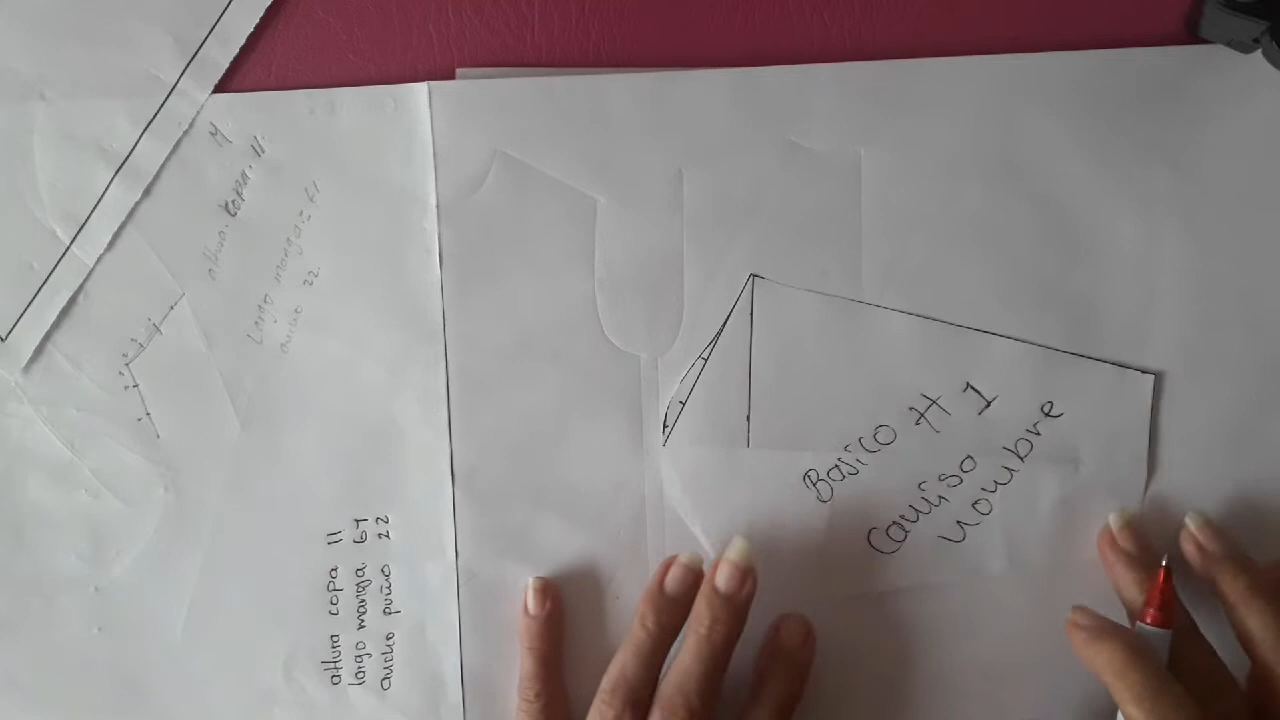 M
altura. copa. 11.
Largo manga = 61
ancho 22
altura copa 11
largo manga 61
ancho puño 22
Basico # 1
Camisa
hombre